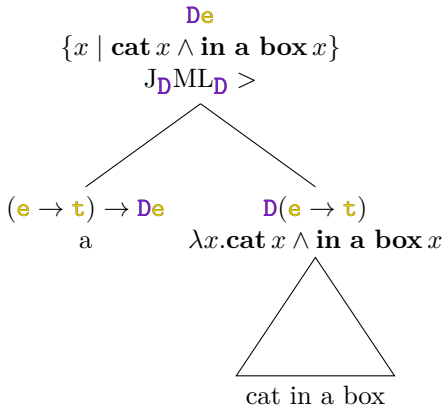 De
{x | cat x ∧ in a box x}
J_D ML_D >
(e → t) → De
a
D(e → t)
λx.cat x ∧ in a box x
cat in a box